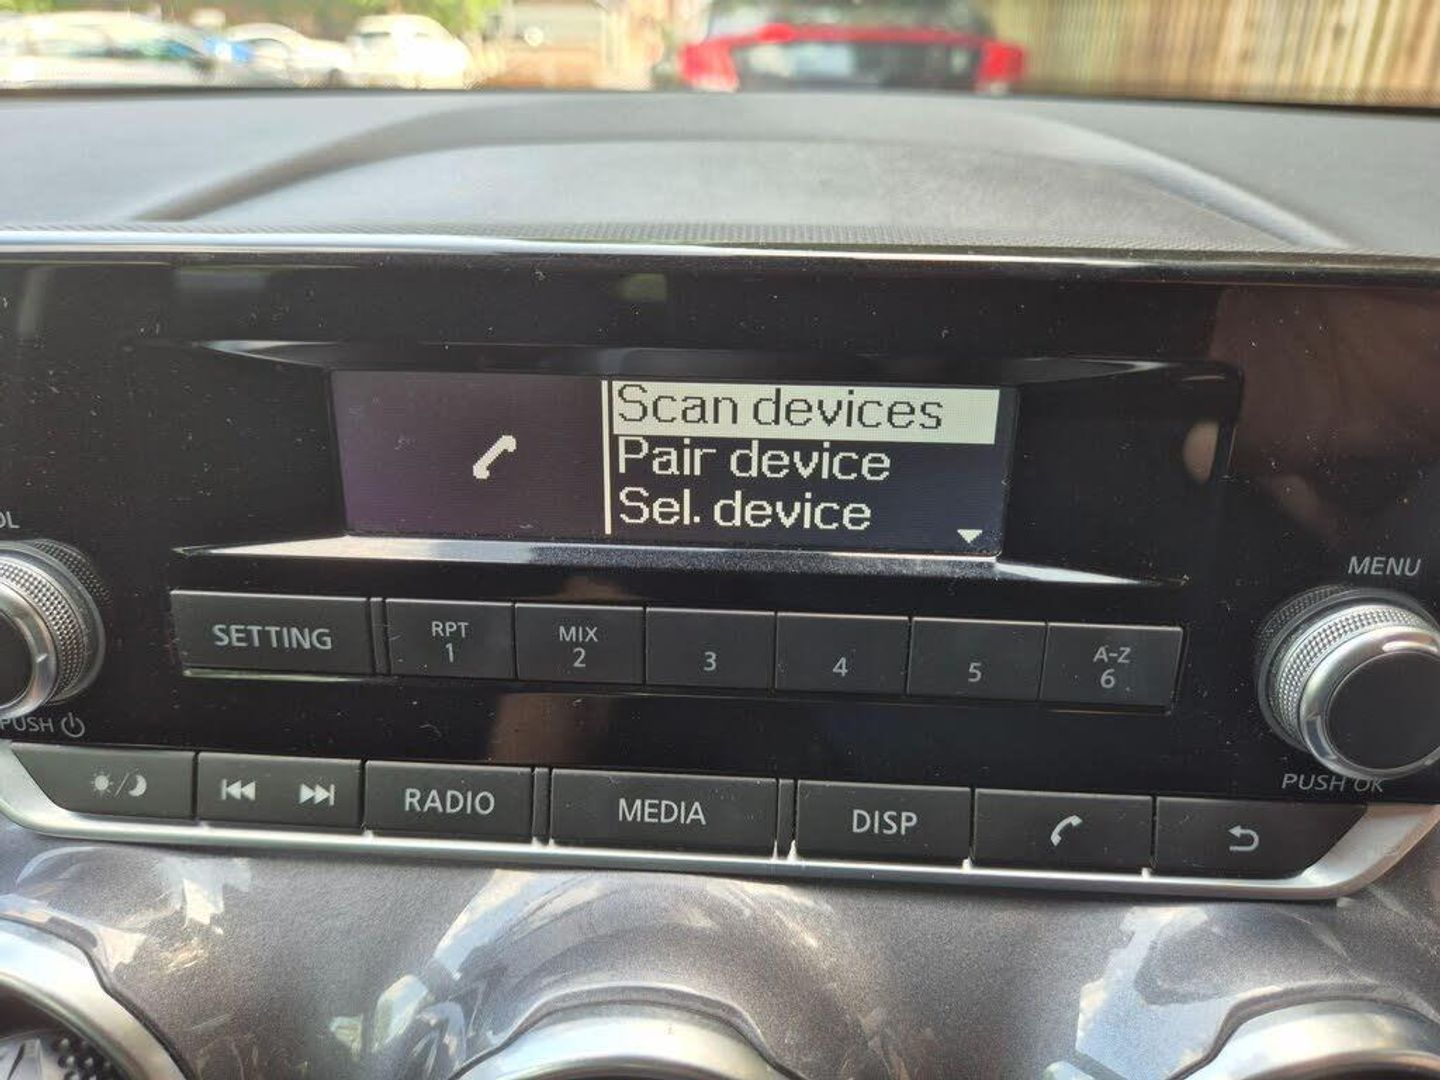 Scan devices
Pair device
Sel. device
OL
MENU
SETTING
RPT
1
MIX
2
3
4
5
A-Z
6
PUSH
PUSH OK
RADIO
MEDIA
DISP